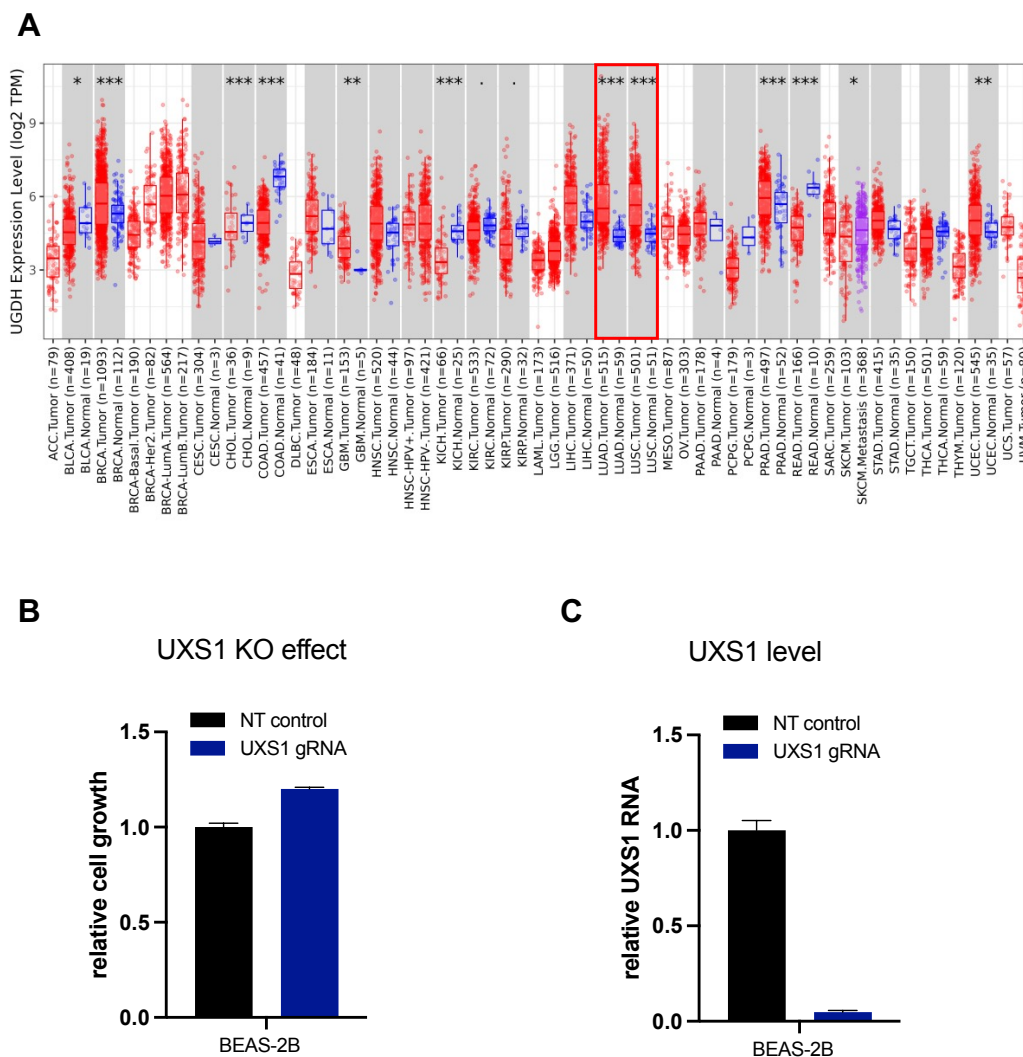 A
UGDH Expression Level (log2 TPM)
9
6
3
* *** *** *** ** *** . . *** *** *** *** * **
ACC.Tumor (n=79)
BLCA.Tumor (n=408)
BLCA.Normal (n=19)
BRCA.Tumor (n=1093)
BRCA.Normal (n=112)
BRCA-Basal.Tumor (n=190)
BRCA-Her2.Tumor (n=82)
BRCA-LumA.Tumor (n=564)
BRCA-LumB.Tumor (n=217)
CESC.Tumor (n=304)
CESC.Normal (n=3)
CHOL.Tumor (n=36)
CHOL.Normal (n=9)
COAD.Tumor (n=457)
COAD.Normal (n=41)
DLBC.Tumor (n=48)
ESCA.Tumor (n=184)
ESCA.Normal (n=11)
GBM.Tumor (n=153)
GBM.Normal (n=5)
HNSC.Tumor (n=520)
HNSC.Normal (n=44)
HNSC-HPV+.Tumor (n=97)
HNSC-HPV-.Tumor (n=421)
KICH.Tumor (n=66)
KICH.Normal (n=25)
KIRC.Tumor (n=533)
KIRC.Normal (n=72)
KIRP.Tumor (n=290)
KIRP.Normal (n=32)
LAML.Tumor (n=173)
LGG.Tumor (n=516)
LIHC.Tumor (n=371)
LIHC.Normal (n=50)
LUAD.Tumor (n=515)
LUAD.Normal (n=59)
LUSC.Tumor (n=501)
LUSC.Normal (n=51)
MESO.Tumor (n=87)
OV.Tumor (n=303)
PAAD.Tumor (n=178)
PAAD.Normal (n=4)
PCPG.Tumor (n=179)
PCPG.Normal (n=3)
PRAD.Tumor (n=497)
PRAD.Normal (n=52)
READ.Tumor (n=166)
READ.Normal (n=10)
SARC.Tumor (n=259)
SKCM.Tumor (n=103)
SKCM.Metastasis (n=368)
STAD.Tumor (n=415)
STAD.Normal (n=35)
TGCT.Tumor (n=150)
THCA.Tumor (n=501)
THCA.Normal (n=59)
THYM.Tumor (n=120)
UCEC.Tumor (n=545)
UCEC.Normal (n=35)
UCS.Tumor (n=57)
B
UXS1 KO effect
NT control
UXS1 gRNA
relative cell growth
1.5
1.0
0.5
0.0
BEAS-2B
C
UXS1 level
NT control
UXS1 gRNA
relative UXS1 RNA
1.5
1.0
0.5
0.0
BEAS-2B